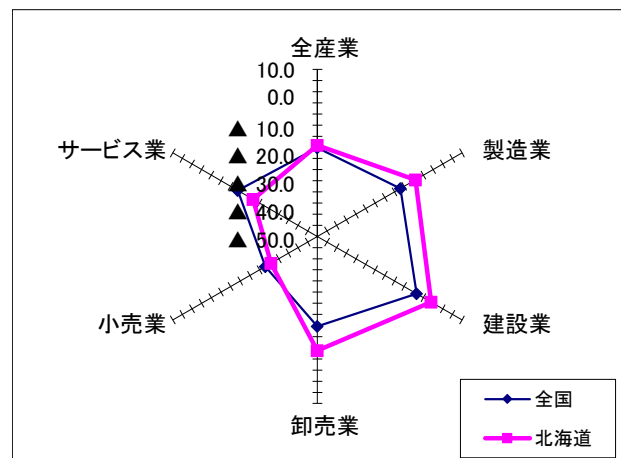 全産業
10.0
0.0
▲ 10.0
サービス業
製造業
▲ 20.0
▲ 30.0
▲ 40.0
▲ 50.0
小売業
建設業
卸売業
全国
北海道